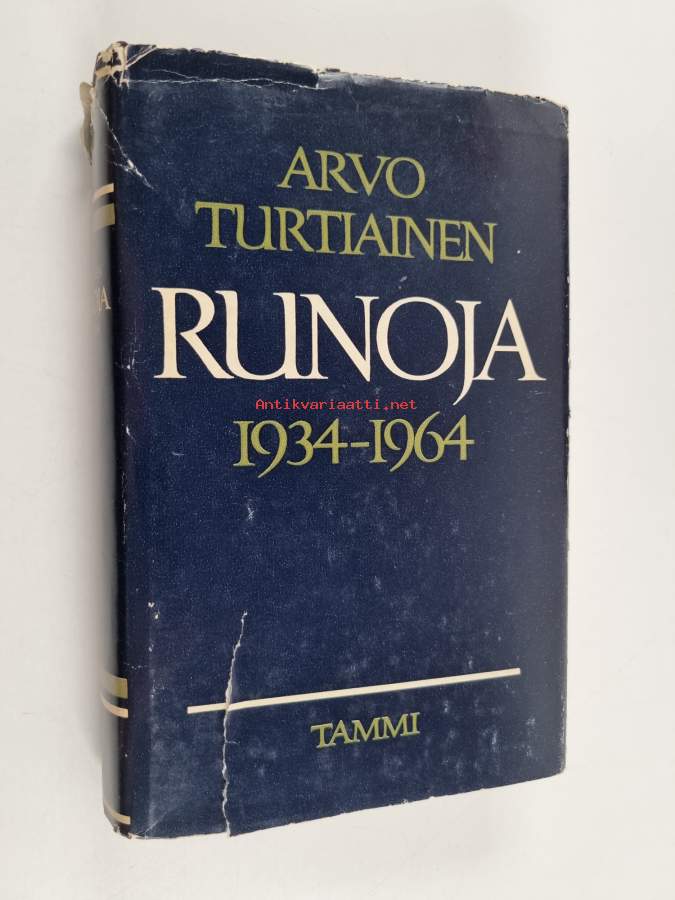 ARVO
TURTIAINEN
RUNOJA
Antikvariaatti.net
1934-1964
TAMMI